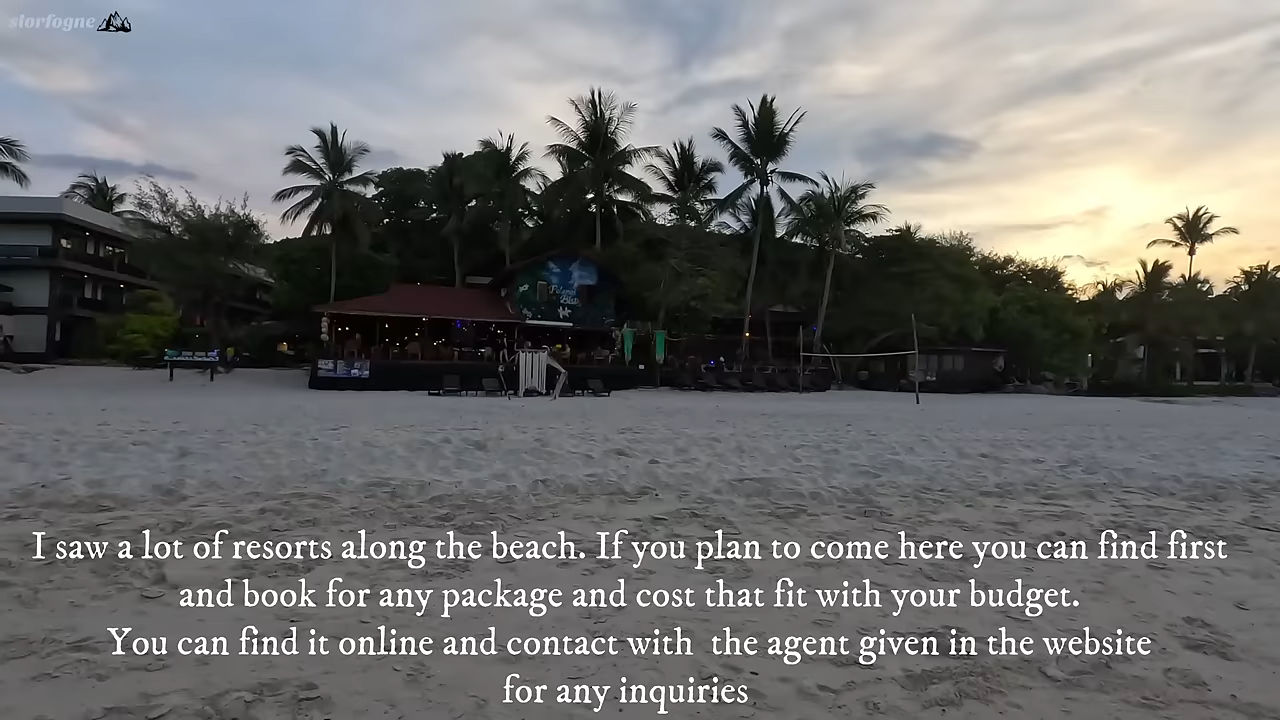 slorfogne
I saw a lot of resorts along the beach. If you plan to come here you can find first
and book for any package and cost that fit with your budget.
You can find it online and contact with the agent given in the website
for any inquiries